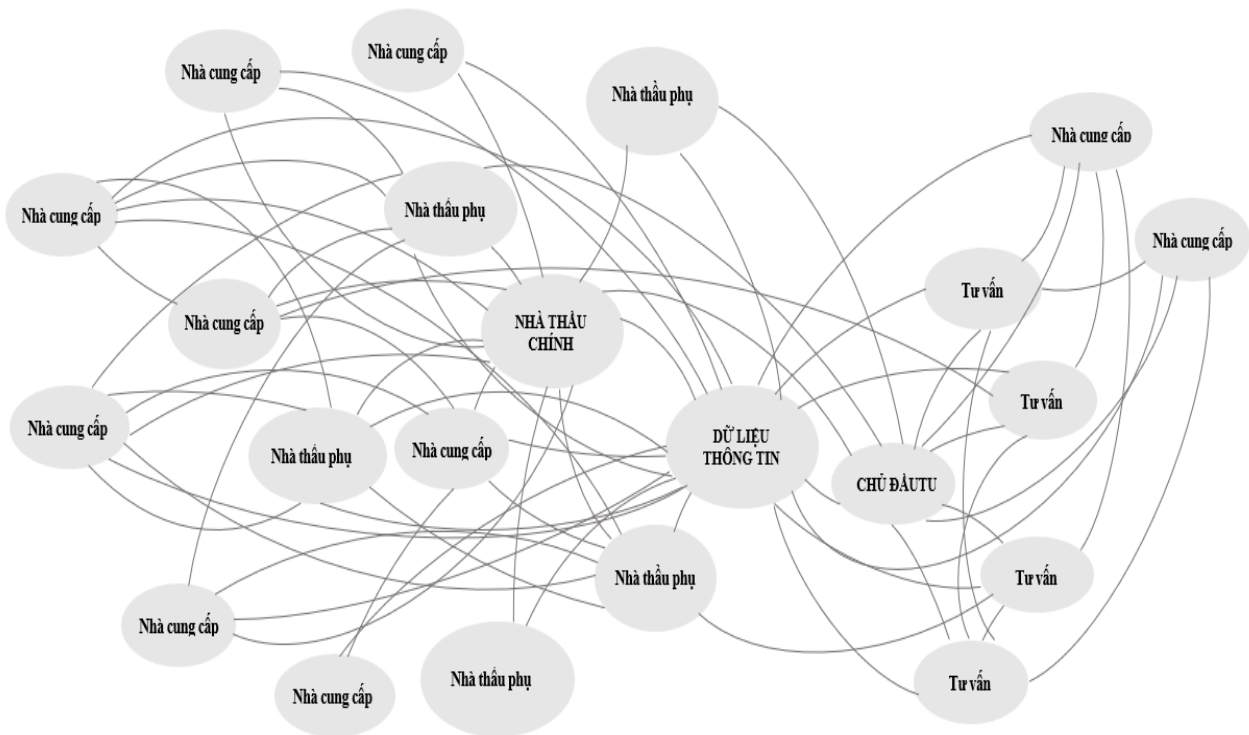 Nhà cung cấp
Nhà cung cấp
Nhà thầu phụ
Nhà cung cấp
Nhà cung cấp
Nhà thầu phụ
Nhà cung cấp
Tư vấn
Nhà cung cấp
NHÀ THẦU
CHÍNH
Tư vấn
Nhà cung cấp
Nhà thầu phụ
Nhà cung cấp
DỮ LIỆU
THÔNG TIN
CHỦ ĐẦUTU
Nhà thầu phụ
Tư vấn
Nhà cung cấp
Nhà cung cấp
Nhà thầu phụ
Tư vấn